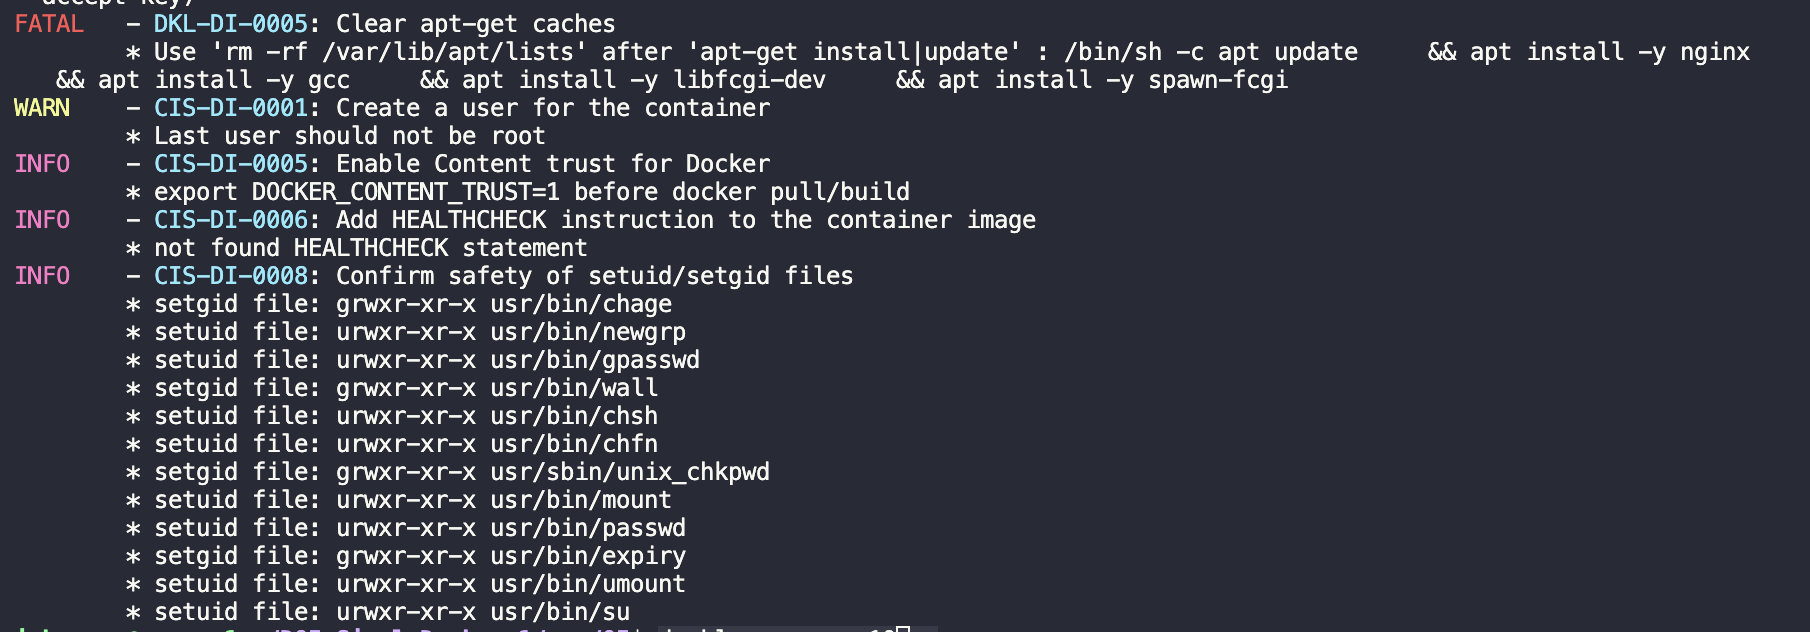 FATAL - DKL-DI-0005: Clear apt-get caches
* Use 'rm -rf /var/lib/apt/lists' after 'apt-get install|update' : /bin/sh -c apt update && apt install -y nginx
&& apt install -y gcc && apt install -y libfcgi-dev && apt install -y spawn-fcgi
WARN - CIS-DI-0001: Create a user for the container
* Last user should not be root
INFO - CIS-DI-0005: Enable Content trust for Docker
* export DOCKER_CONTENT_TRUST=1 before docker pull/build
INFO - CIS-DI-0006: Add HEALTHCHECK instruction to the container image
* not found HEALTHCHECK statement
INFO - CIS-DI-0008: Confirm safety of setuid/setgid files
* setgid file: grwxr-xr-x usr/bin/chage
* setuid file: urwxr-xr-x usr/bin/newgrp
* setuid file: urwxr-xr-x usr/bin/gpasswd
* setgid file: grwxr-xr-x usr/bin/wall
* setuid file: urwxr-xr-x usr/bin/chsh
* setuid file: urwxr-xr-x usr/bin/chfn
* setgid file: grwxr-xr-x usr/sbin/unix_chkpwd
* setuid file: urwxr-xr-x usr/bin/mount
* setuid file: urwxr-xr-x usr/bin/passwd
* setgid file: grwxr-xr-x usr/bin/expiry
* setuid file: urwxr-xr-x usr/bin/umount
* setuid file: urwxr-xr-x usr/bin/su